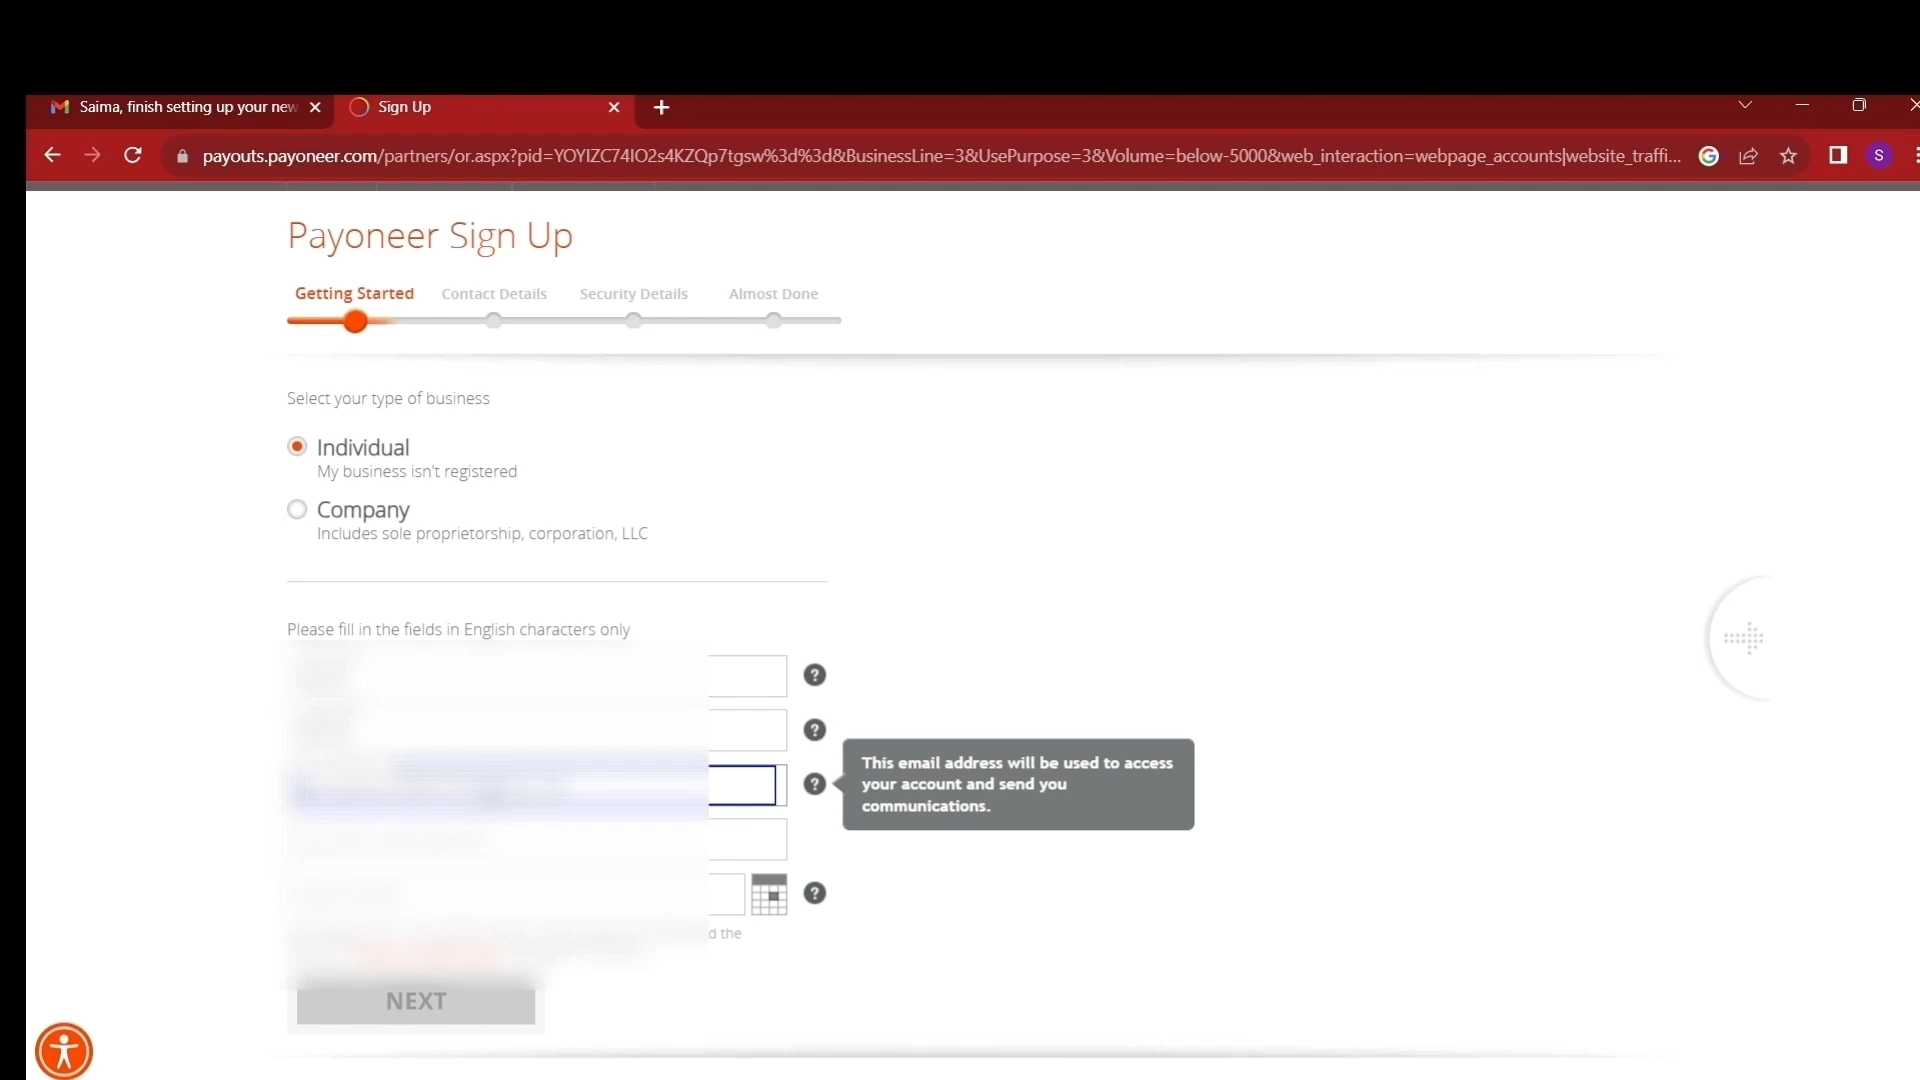 Saima, finish setting up your new
Sign Up
payouts.payoneer.com/partners/or.aspx?pid=YOYIZC74IO2s4KZQp7tgsw%3d%3d&BusinessLine=3&UsePurpose=3&Volume=below-5000&web_interaction=webpage_accounts|website_traffi...
S
Payoneer Sign Up
Getting Started
Contact Details
Security Details
Almost Done
Select your type of business
Individual
My business isn't registered
Company
Includes sole proprietorship, corporation, LLC
Please fill in the fields in English characters only
?
?
?
This email address will be used to access
your account and send you
communications.
?
d the
NEXT